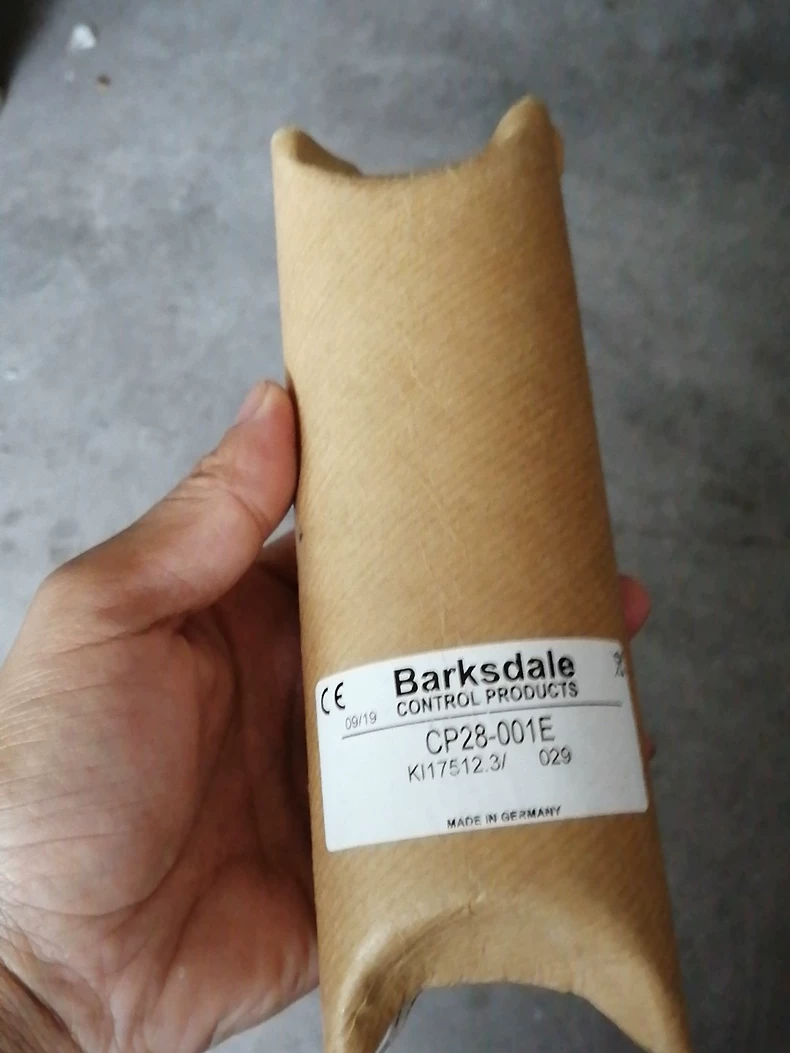 CE
Barksdale
CONTROL PRODUCTS
09/19
CP28-001E
KI17512.3/ 029
MADE IN GERMANY